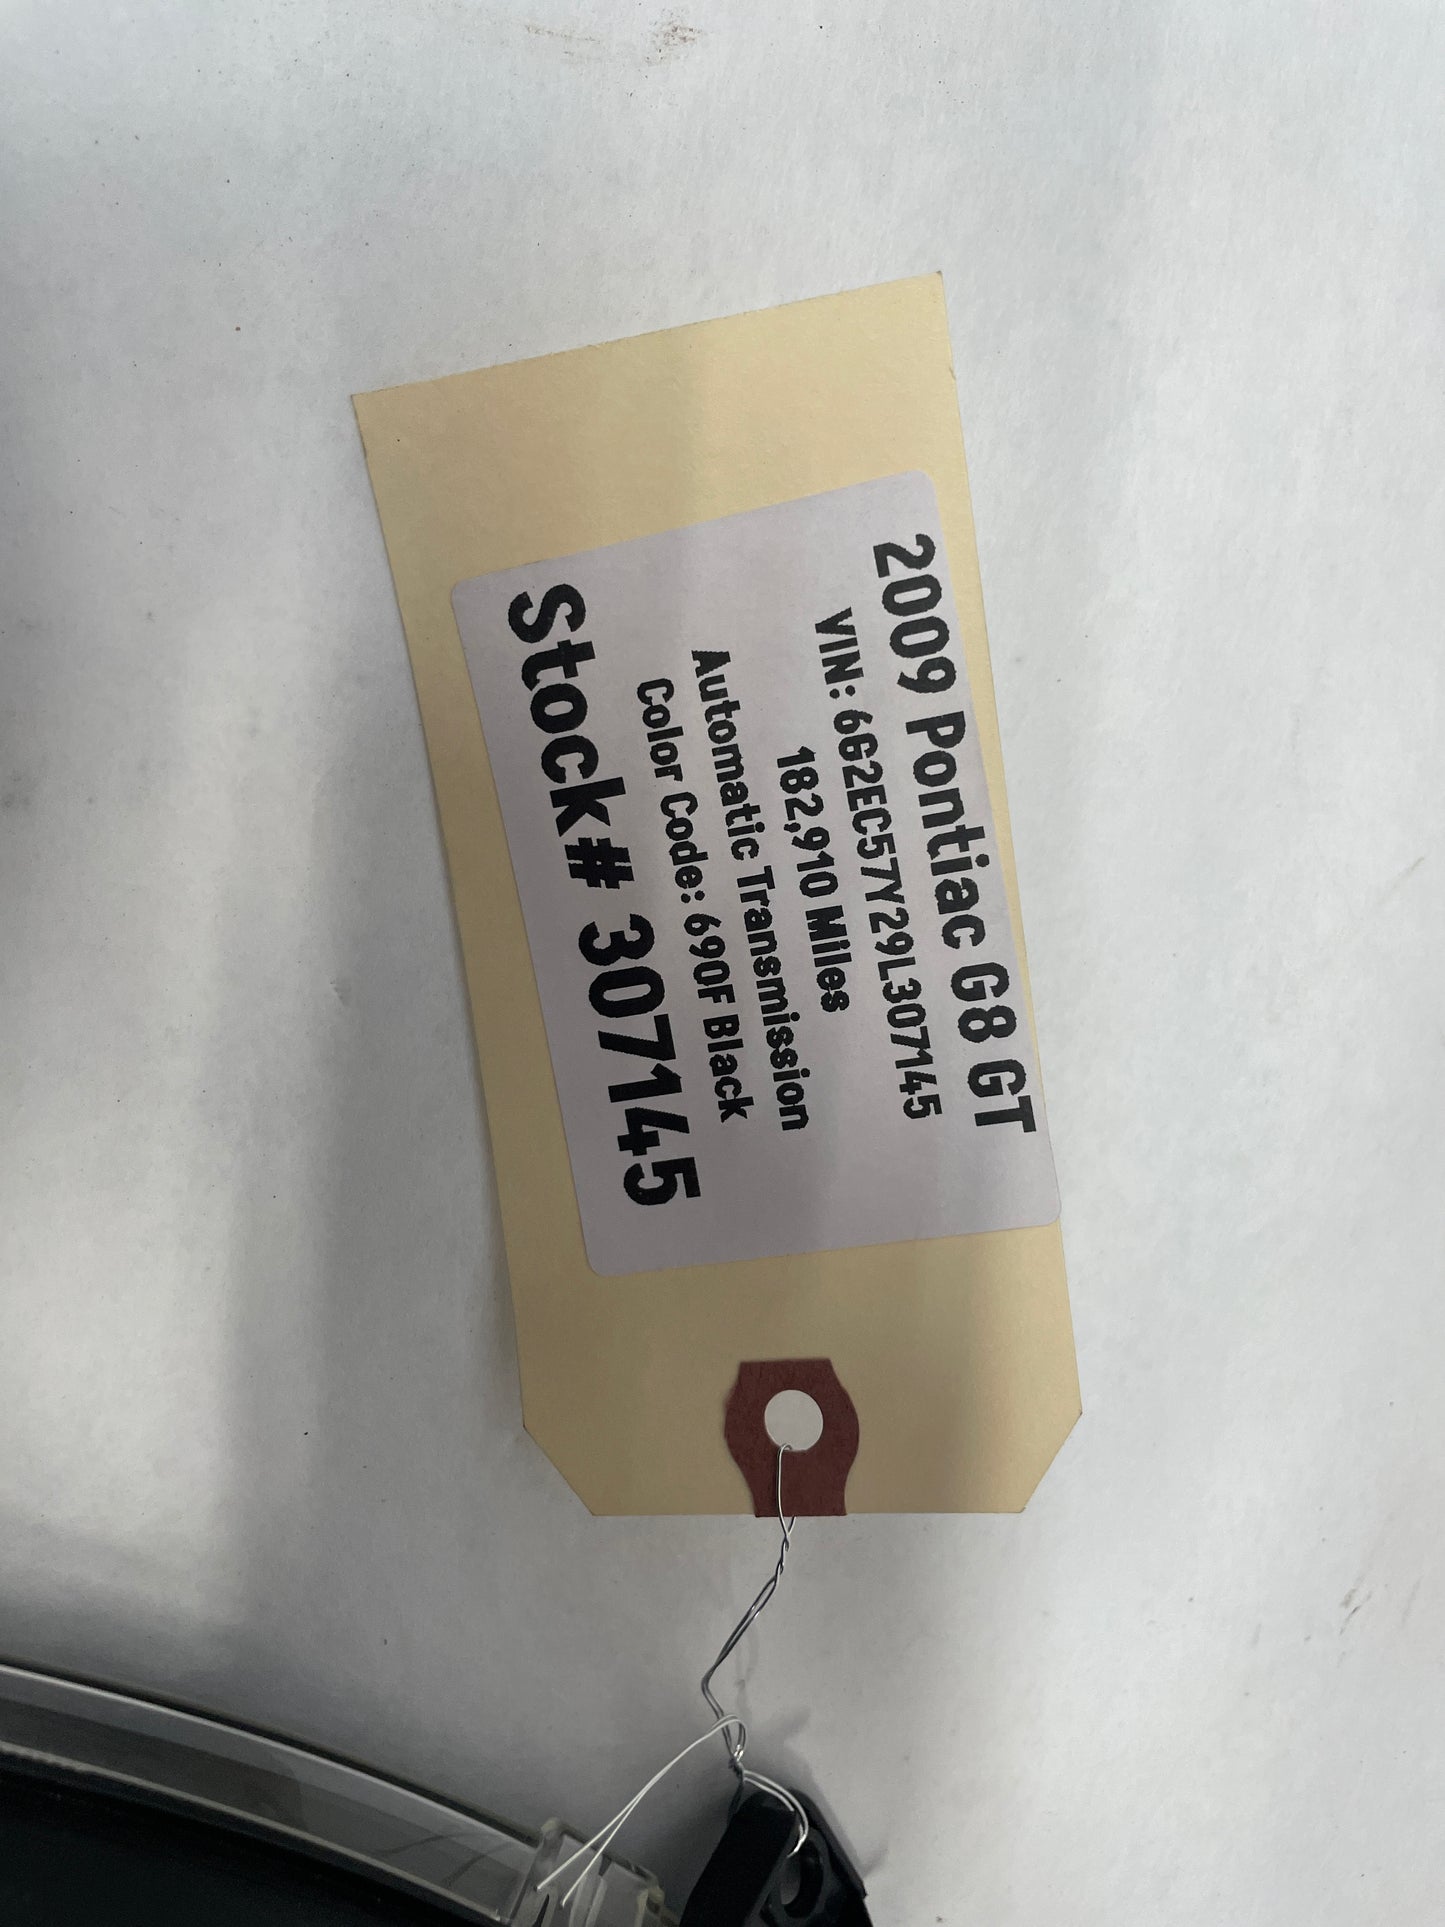 2009 Pontiac G8 GT
VIN: 6G2EC57Y29L307145
182,910 Miles
Automatic Transmission
Color Code: 690F Black
Stock# 307145